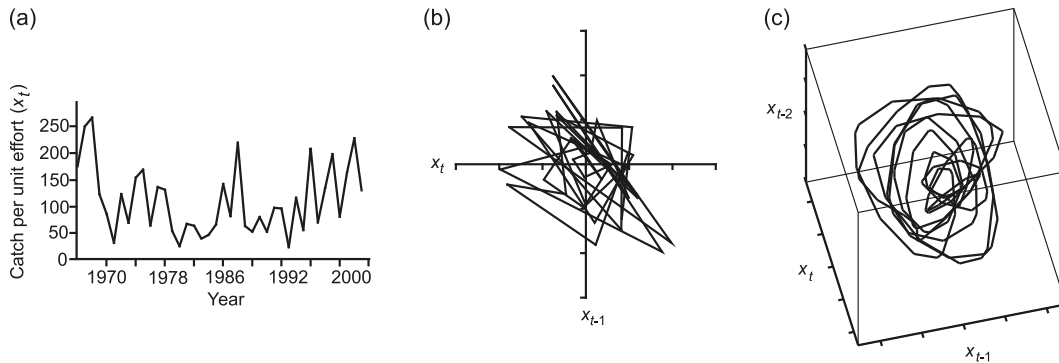 (a)
Catch per unit effort (xt)
250
200
150
100
50
0
1970 1978 1986 1992 2000
Year
(b)
xt
xt-1
(c)
xt-2
xt
xt-1